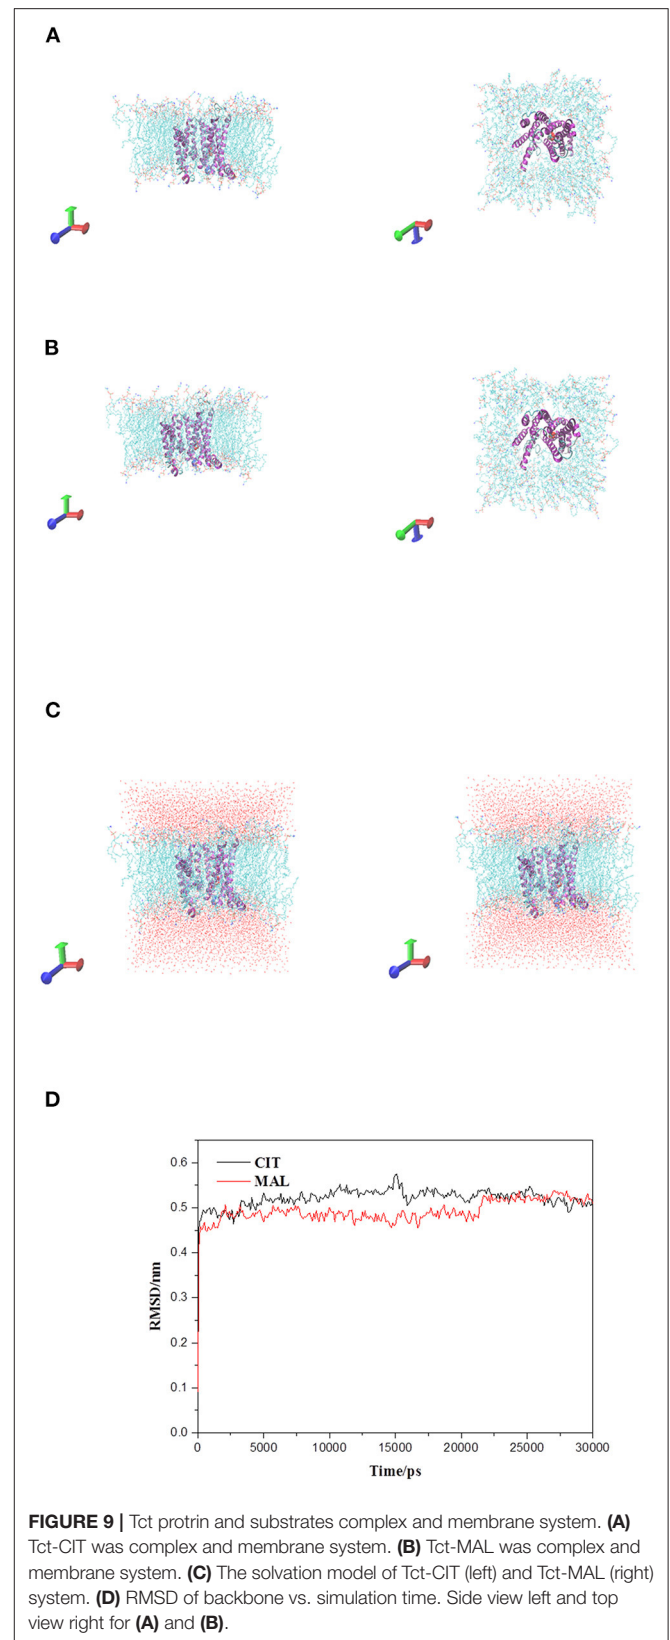 A
B
C
D
CIT
MAL
0.6
0.5
0.4
0.3
0.2
0.1
0.0
RMSD/nm
0 5000 10000 15000 20000 25000 30000
Time/ps
FIGURE 9 | Tct protrin and substrates complex and membrane system. (A)
Tct-CIT was complex and membrane system. (B) Tct-MAL was complex and
membrane system. (C) The solvation model of Tct-CIT (left) and Tct-MAL (right)
system. (D) RMSD of backbone vs. simulation time. Side view left and top
view right for (A) and (B).